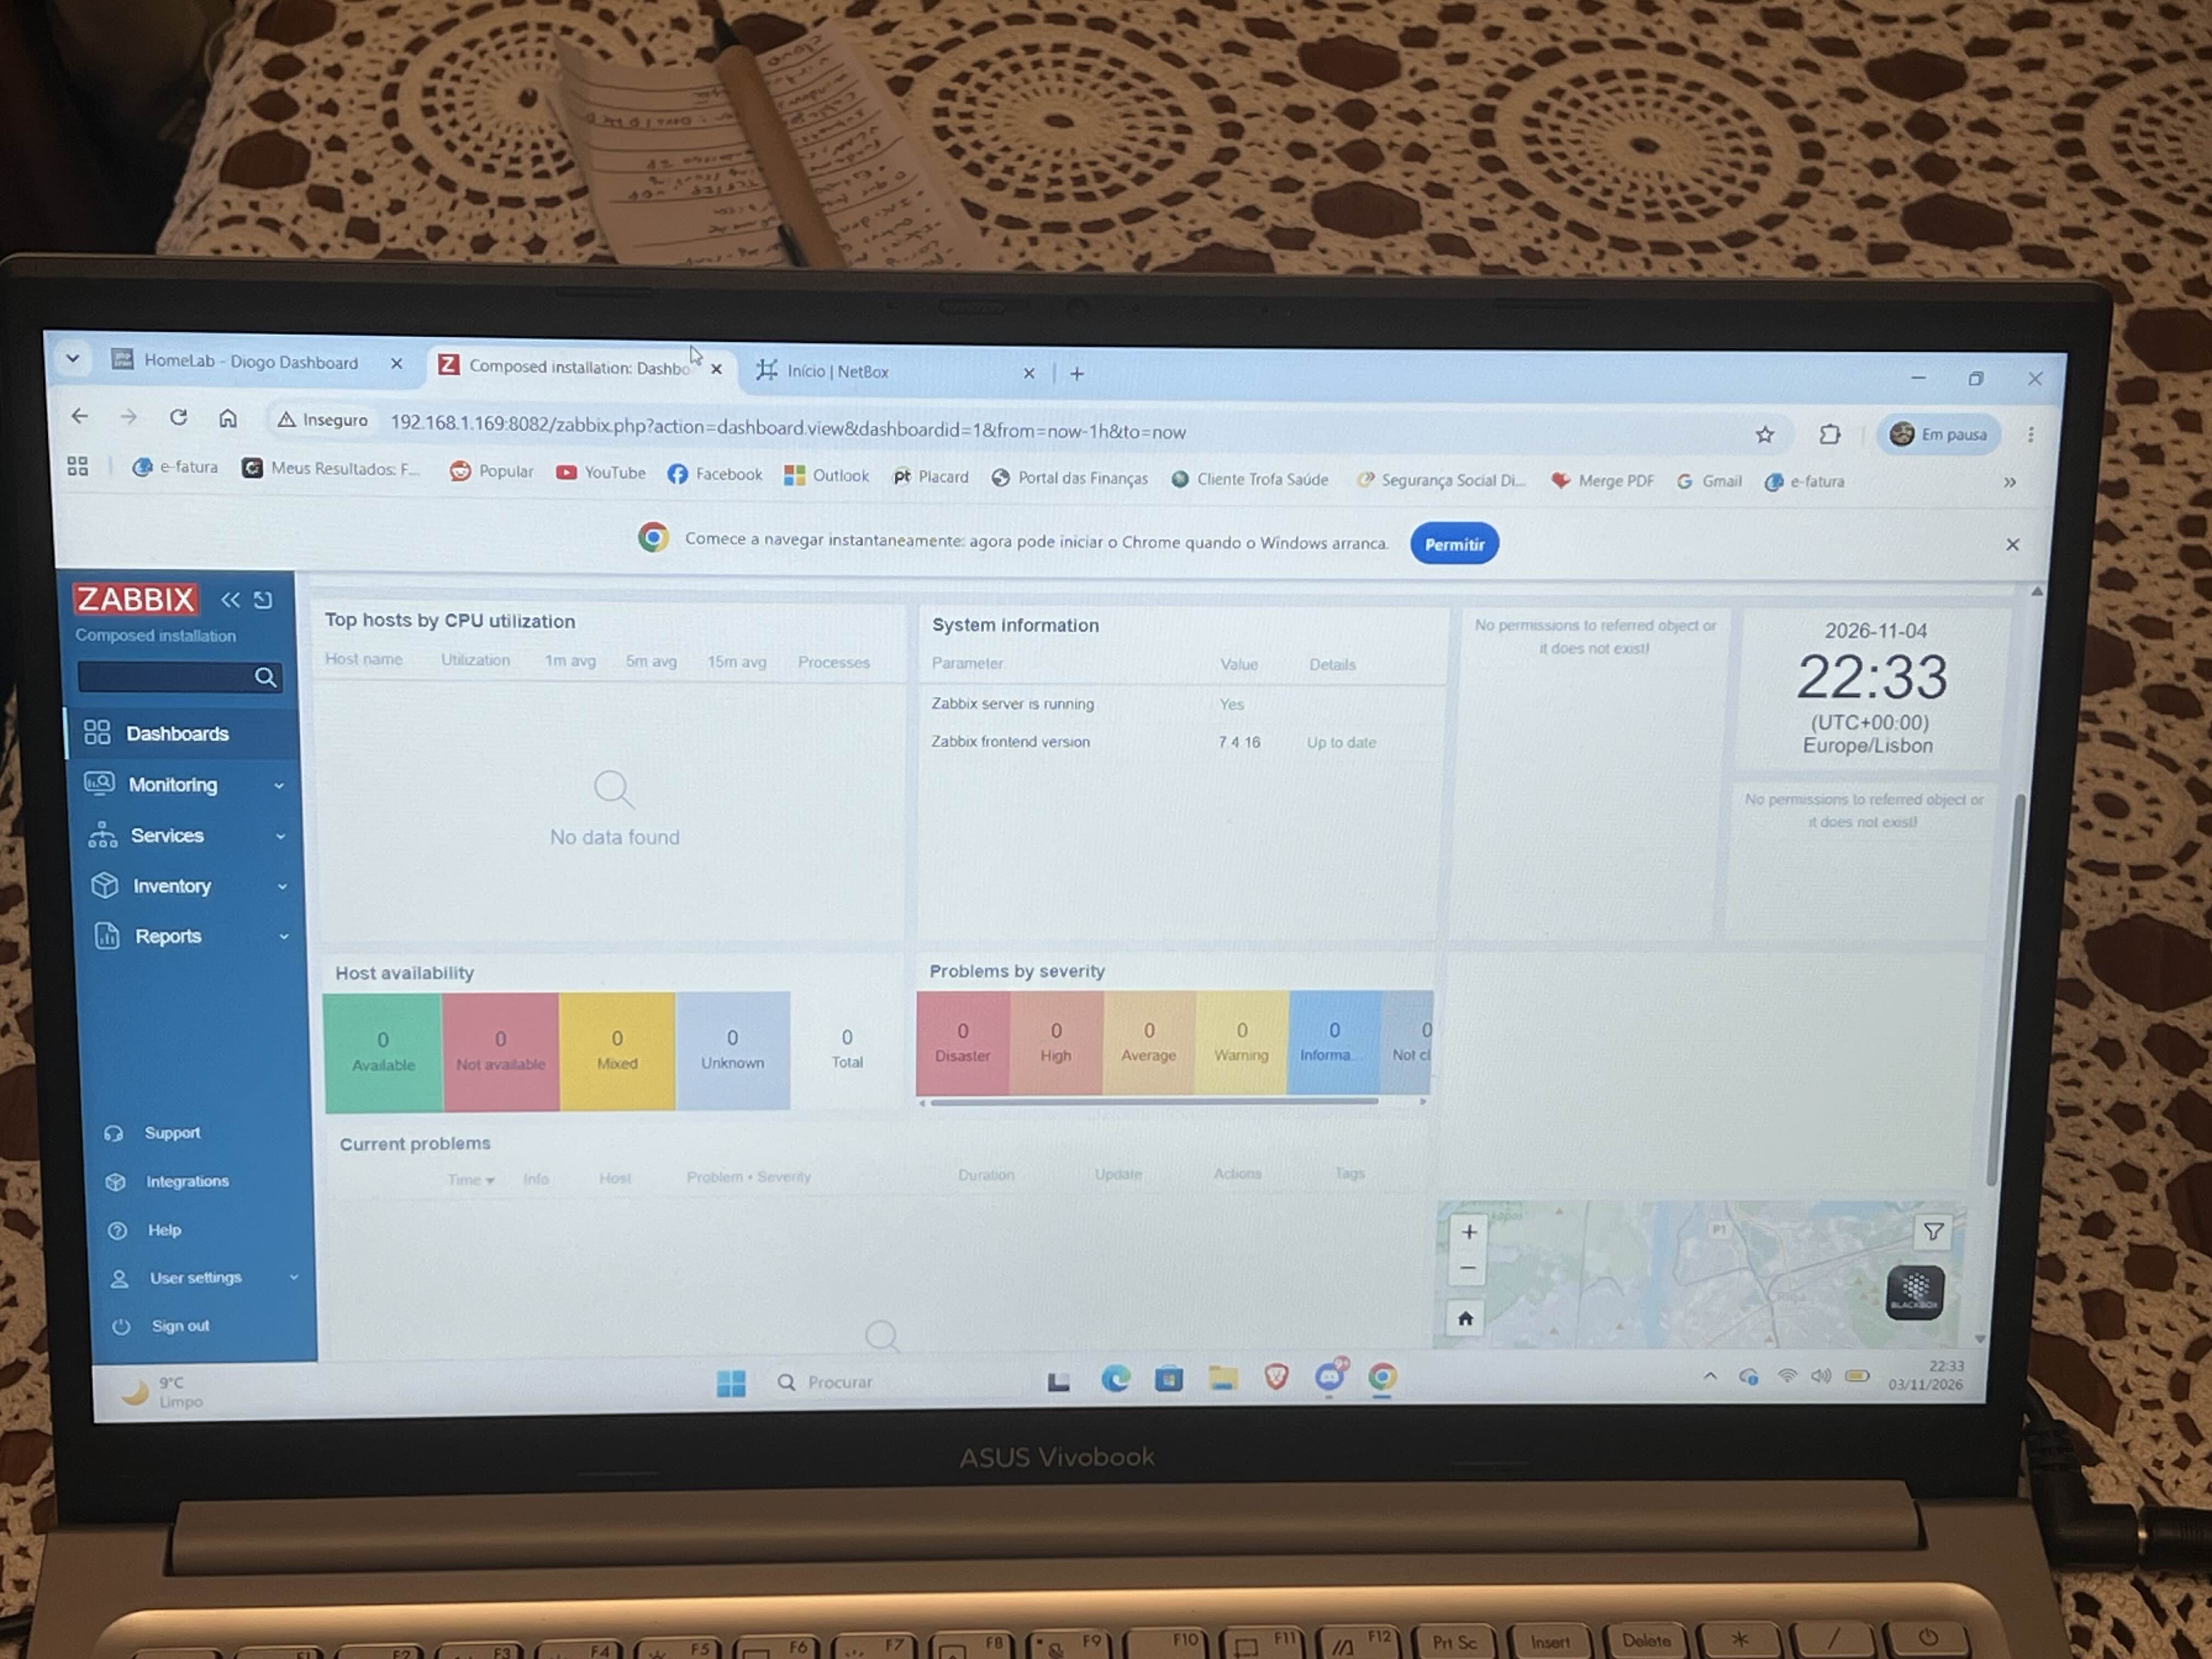 HomeLab - Diogo Dashboard
Composed installation: Dashbo
Início | NetBox
Inseguro 192.168.1.169:8082/zabbix.php?action=dashboard.view&dashboardid=1&from=now-1h&to=now
Em pausa
e-fatura Meus Resultados: F... Popular YouTube Facebook Outlook pt Placard Portal das Finanças Cliente Trofa Saúde Segurança Social Di... Merge PDF Gmail e-fatura
Comece a navegar instantaneamente: agora pode iniciar o Chrome quando o Windows arranca. Permitir
ZABBIX
Composed installation
Dashboards
Monitoring
Services
Inventory
Reports
Support
Integrations
Help
User settings
Sign out
Top hosts by CPU utilization
Host name Utilization 1m avg 5m avg 15m avg Processes
No data found
System information
Parameter Value Details
Zabbix server is running Yes
Zabbix frontend version 7.4.16 Up to date
No permissions to referred object or
it does not exist!
2026-11-04
22:33
(UTC+00:00)
Europe/Lisbon
No permissions to referred object or
it does not exist!
Host availability
0 0 0 0 0
Available Not available Mixed Unknown Total
Problems by severity
0 0 0 0 0 0
Disaster High Average Warning Informa... Not cl
Current problems
Time Info Host Problem • Severity Duration Update Actions Tags
P1
BLACKBOX
9°C
Limpo
Procurar
9+
22:33
03/11/2026
ASUS Vivobook
F1 F2 F3 F4 F5 F6 F7 F8 F9 F10 F11 F12 Prt Sc Insert Delete * /